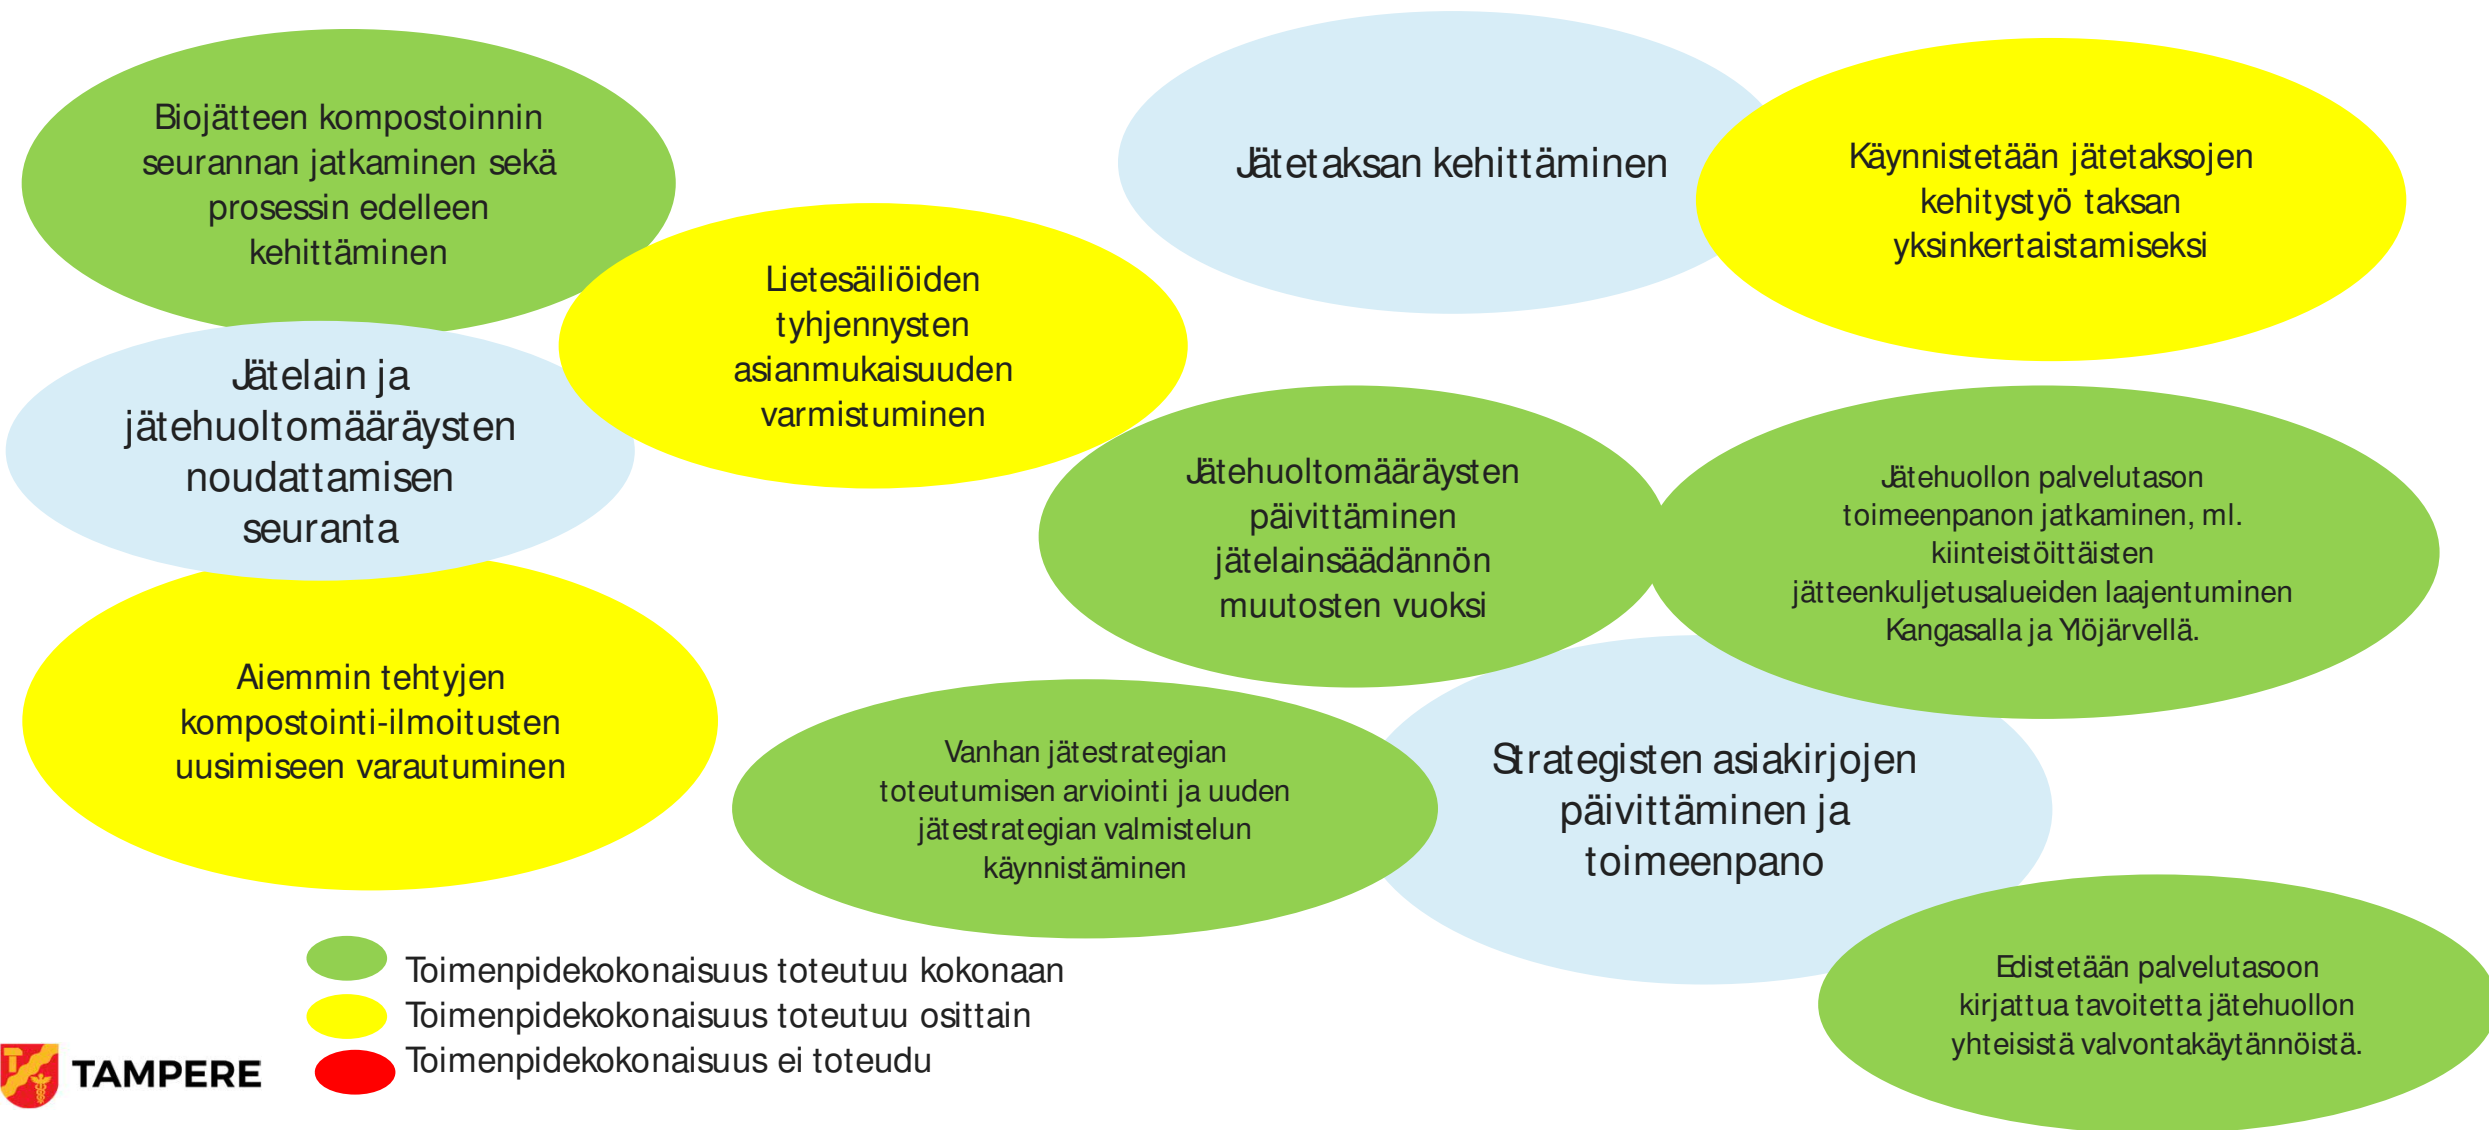 Biojätteen kompostoinnin
seurannan jatkaminen sekä
prosessin edelleen
kehittäminen
Jätelain ja
jätehuoltomääräysten
noudattamisen
seuranta
Lietesäiliöiden
tyhjennysten
asianmukaisuuden
varmistuminen
Aiemmin tehtyjen
kompostointi-ilmoitusten
uusimiseen varautuminen
Jätetaksan kehittäminen
Käynnistetään jätetaksojen
kehitystyö taksan
yksinkertaistamiseksi
Jätehuoltomääräysten
päivittäminen
jätelainsäädännön
muutosten vuoksi
Jätehuollon palvelutason
toimeenpanon jatkaminen, ml.
kiinteistöittäisten
jätteenkuljetusalueiden laajentuminen
Kangasalla ja Ylöjärvellä.
Vanhan jätestrategian
toteutumisen arviointi ja uuden
jätestrategian valmistelun
käynnistäminen
Strategisten asiakirjojen
päivittäminen ja
toimeenpano
Edistetään palvelutasoon
kirjattua tavoitetta jätehuollon
yhteisistä valvontakäytännöistä.
Toimenpidekokonaisuus toteutuu kokonaan
Toimenpidekokonaisuus toteutuu osittain
Toimenpidekokonaisuus ei toteudu
TAMPERE